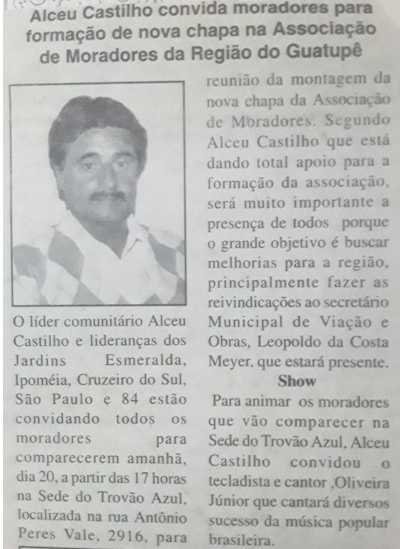 Alceu Castilho convida moradores para
formação de nova chapa na Associação
de Moradores da Região do Guatupê
O líder comunitário Alceu
Castilho e lideranças dos
Jardins Esmeralda,
Ipoméia, Cruzeiro do Sul,
São Paulo e 84 estão
convidando todos os
moradores para
comparecerem amanhã,
dia 20, a partir das 17 horas
na Sede do Trovão Azul,
localizada na rua Antônio
Peres Vale, 2916, para
reunião da montagem da
nova chapa da Associação
de Moradores. Segundo
Alceu Castilho que está
dando total apoio para a
formação da associação,
será muito importante a
presença de todos porque
o grande objetivo é buscar
melhorias para a região,
principalmente fazer as
reivindicações ao secretário
Municipal de Viação e
Obras, Leopoldo da Costa
Meyer, que estará presente.
Show
Para animar os moradores
que vão comparecer na
Sede do Trovão Azul, Alceu
Castilho convidou o
tecladista e cantor ,Oliveira
Júnior que cantará diversos
sucesso da música popular
brasileira.